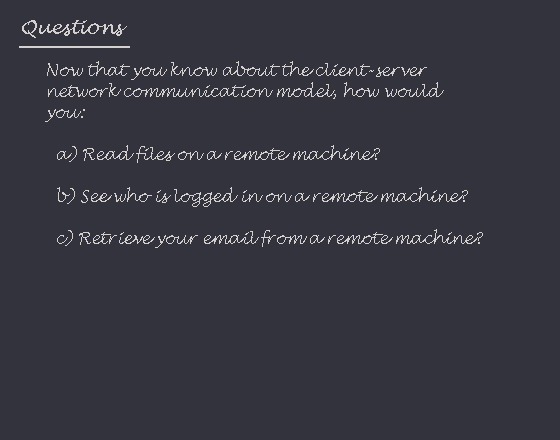 Questions
Now that you know about the client-server
network communication model, how would
you:
a) Read files on a remote machine?
b) See who is logged in on a remote machine?
c) Retrieve your email from a remote machine?